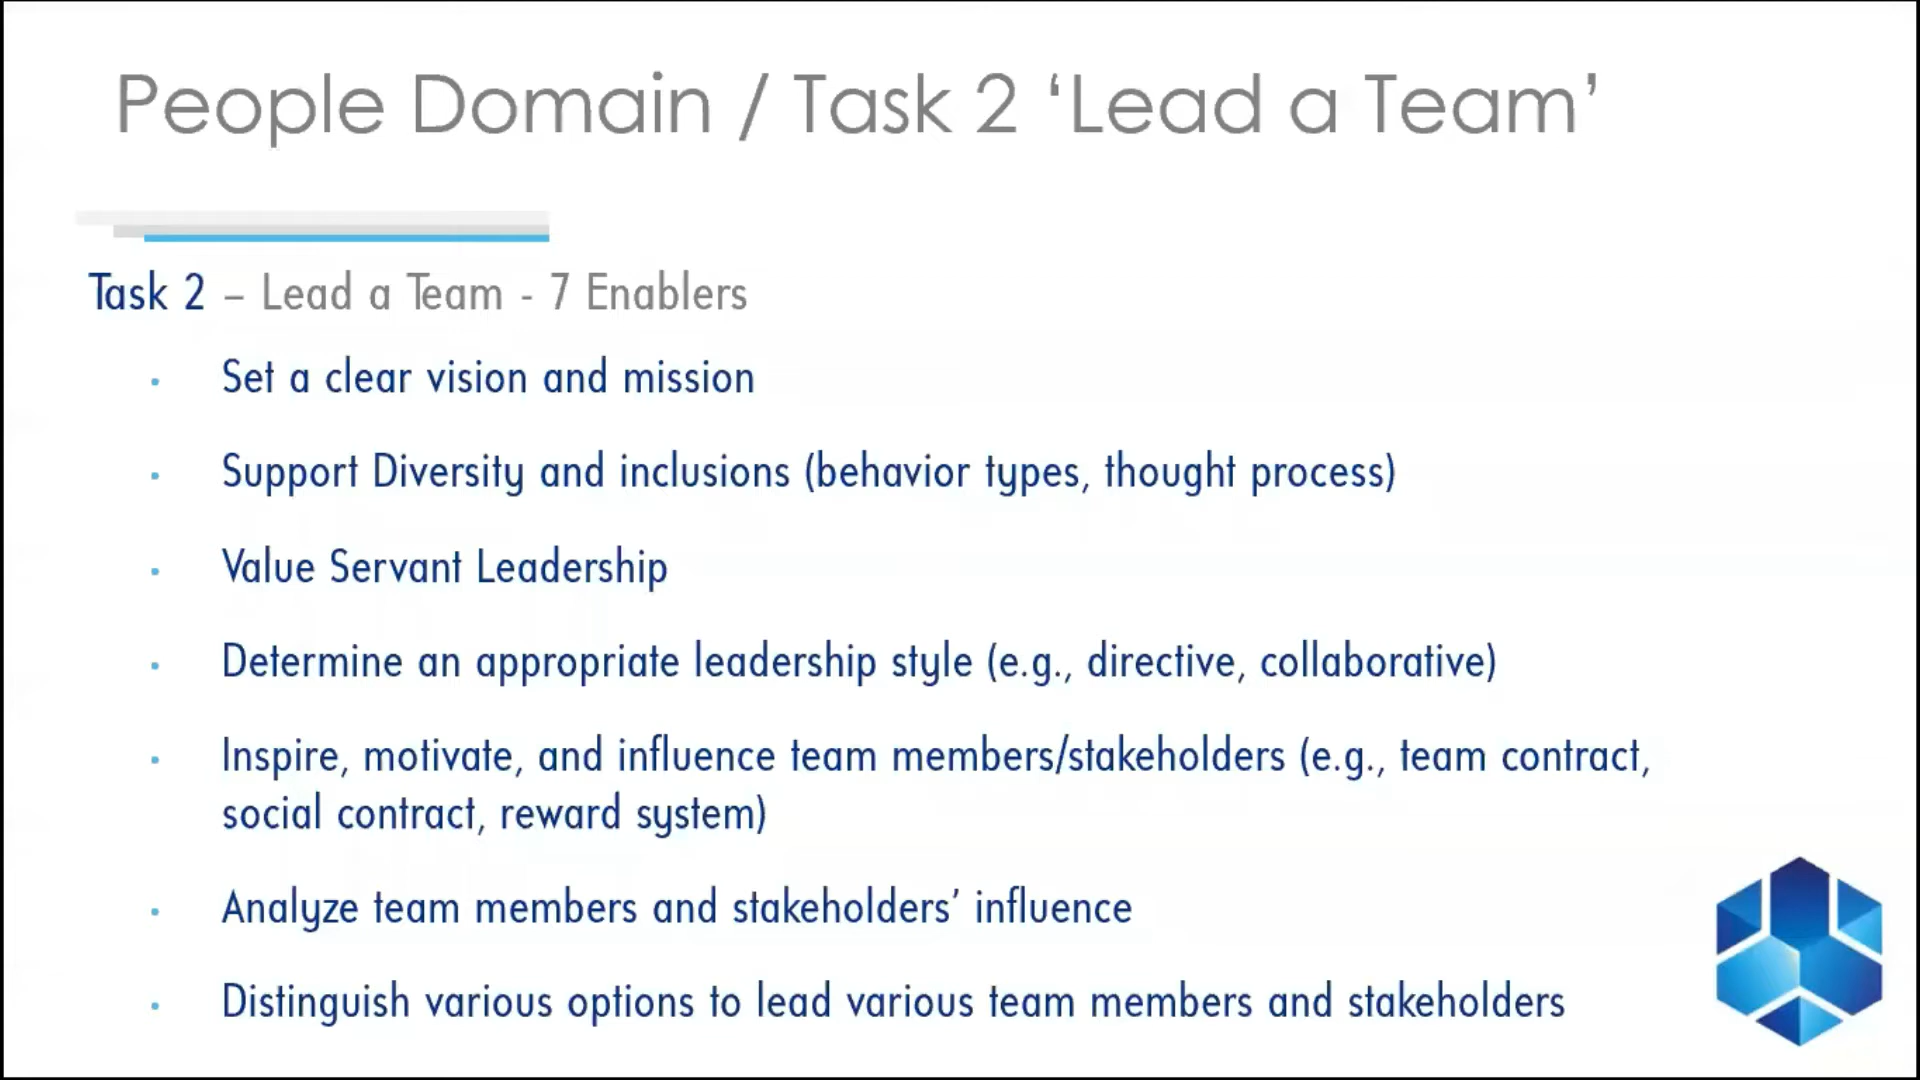 People Domain / Task 2 ‘Lead a Team’
Task 2 – Lead a Team - 7 Enablers
• Set a clear vision and mission
• Support Diversity and inclusions (behavior types, thought process)
• Value Servant Leadership
• Determine an appropriate leadership style (e.g., directive, collaborative)
• Inspire, motivate, and influence team members/stakeholders (e.g., team contract,
social contract, reward system)
• Analyze team members and stakeholders’ influence
• Distinguish various options to lead various team members and stakeholders